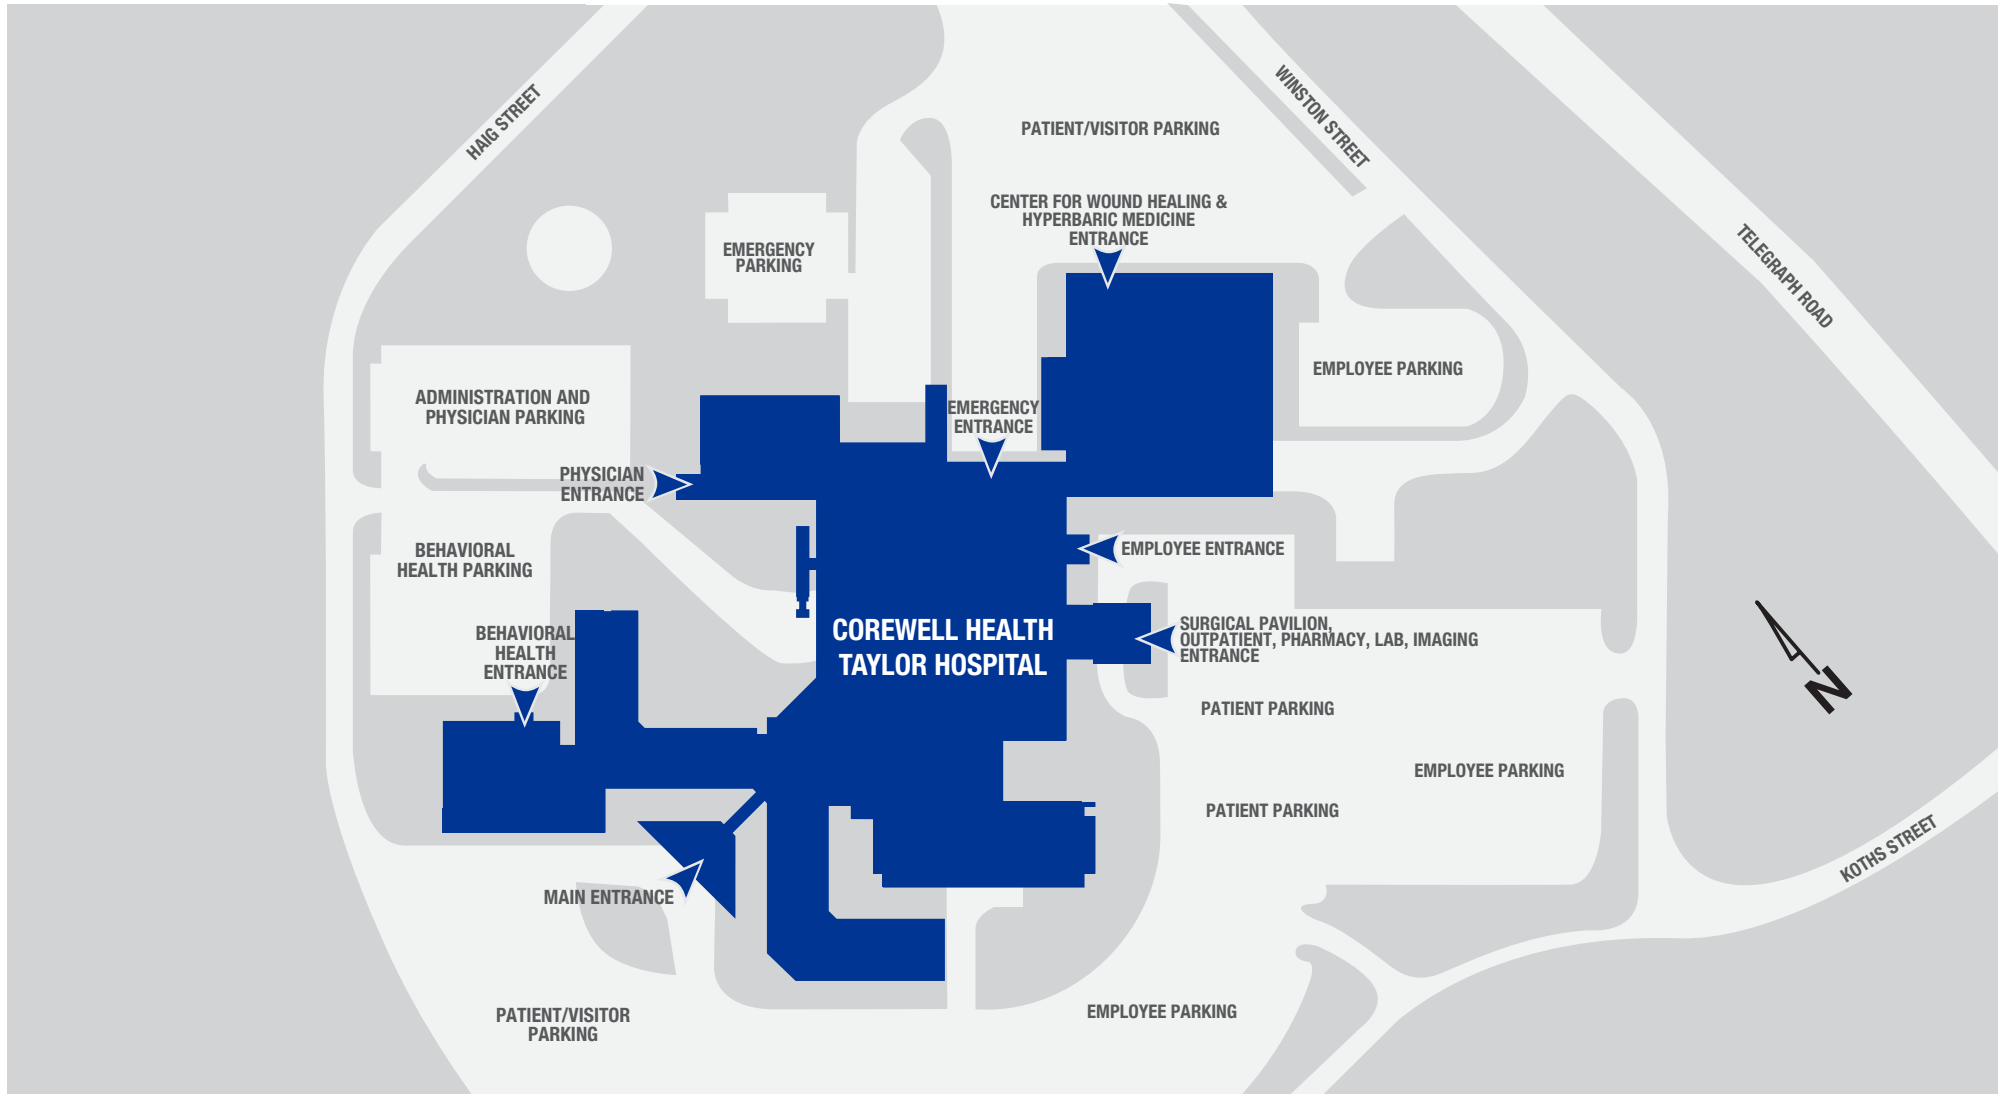 HAIG STREET
WINSTON STREET
PATIENT/VISITOR PARKING
CENTER FOR WOUND HEALING &
HYPERBARIC MEDICINE
ENTRANCE
EMERGENCY
PARKING
TELEGRAPH ROAD
EMPLOYEE PARKING
ADMINISTRATION AND
PHYSICIAN PARKING
EMERGENCY
ENTRANCE
PHYSICIAN
ENTRANCE
BEHAVIORAL
HEALTH PARKING
EMPLOYEE ENTRANCE
BEHAVIORAL
HEALTH
ENTRANCE
COREWELL HEALTH
TAYLOR HOSPITAL
SURGICAL PAVILION,
OUTPATIENT, PHARMACY, LAB, IMAGING
ENTRANCE
N
PATIENT PARKING
EMPLOYEE PARKING
PATIENT PARKING
KOTHS STREET
MAIN ENTRANCE
PATIENT/VISITOR
PARKING
EMPLOYEE PARKING